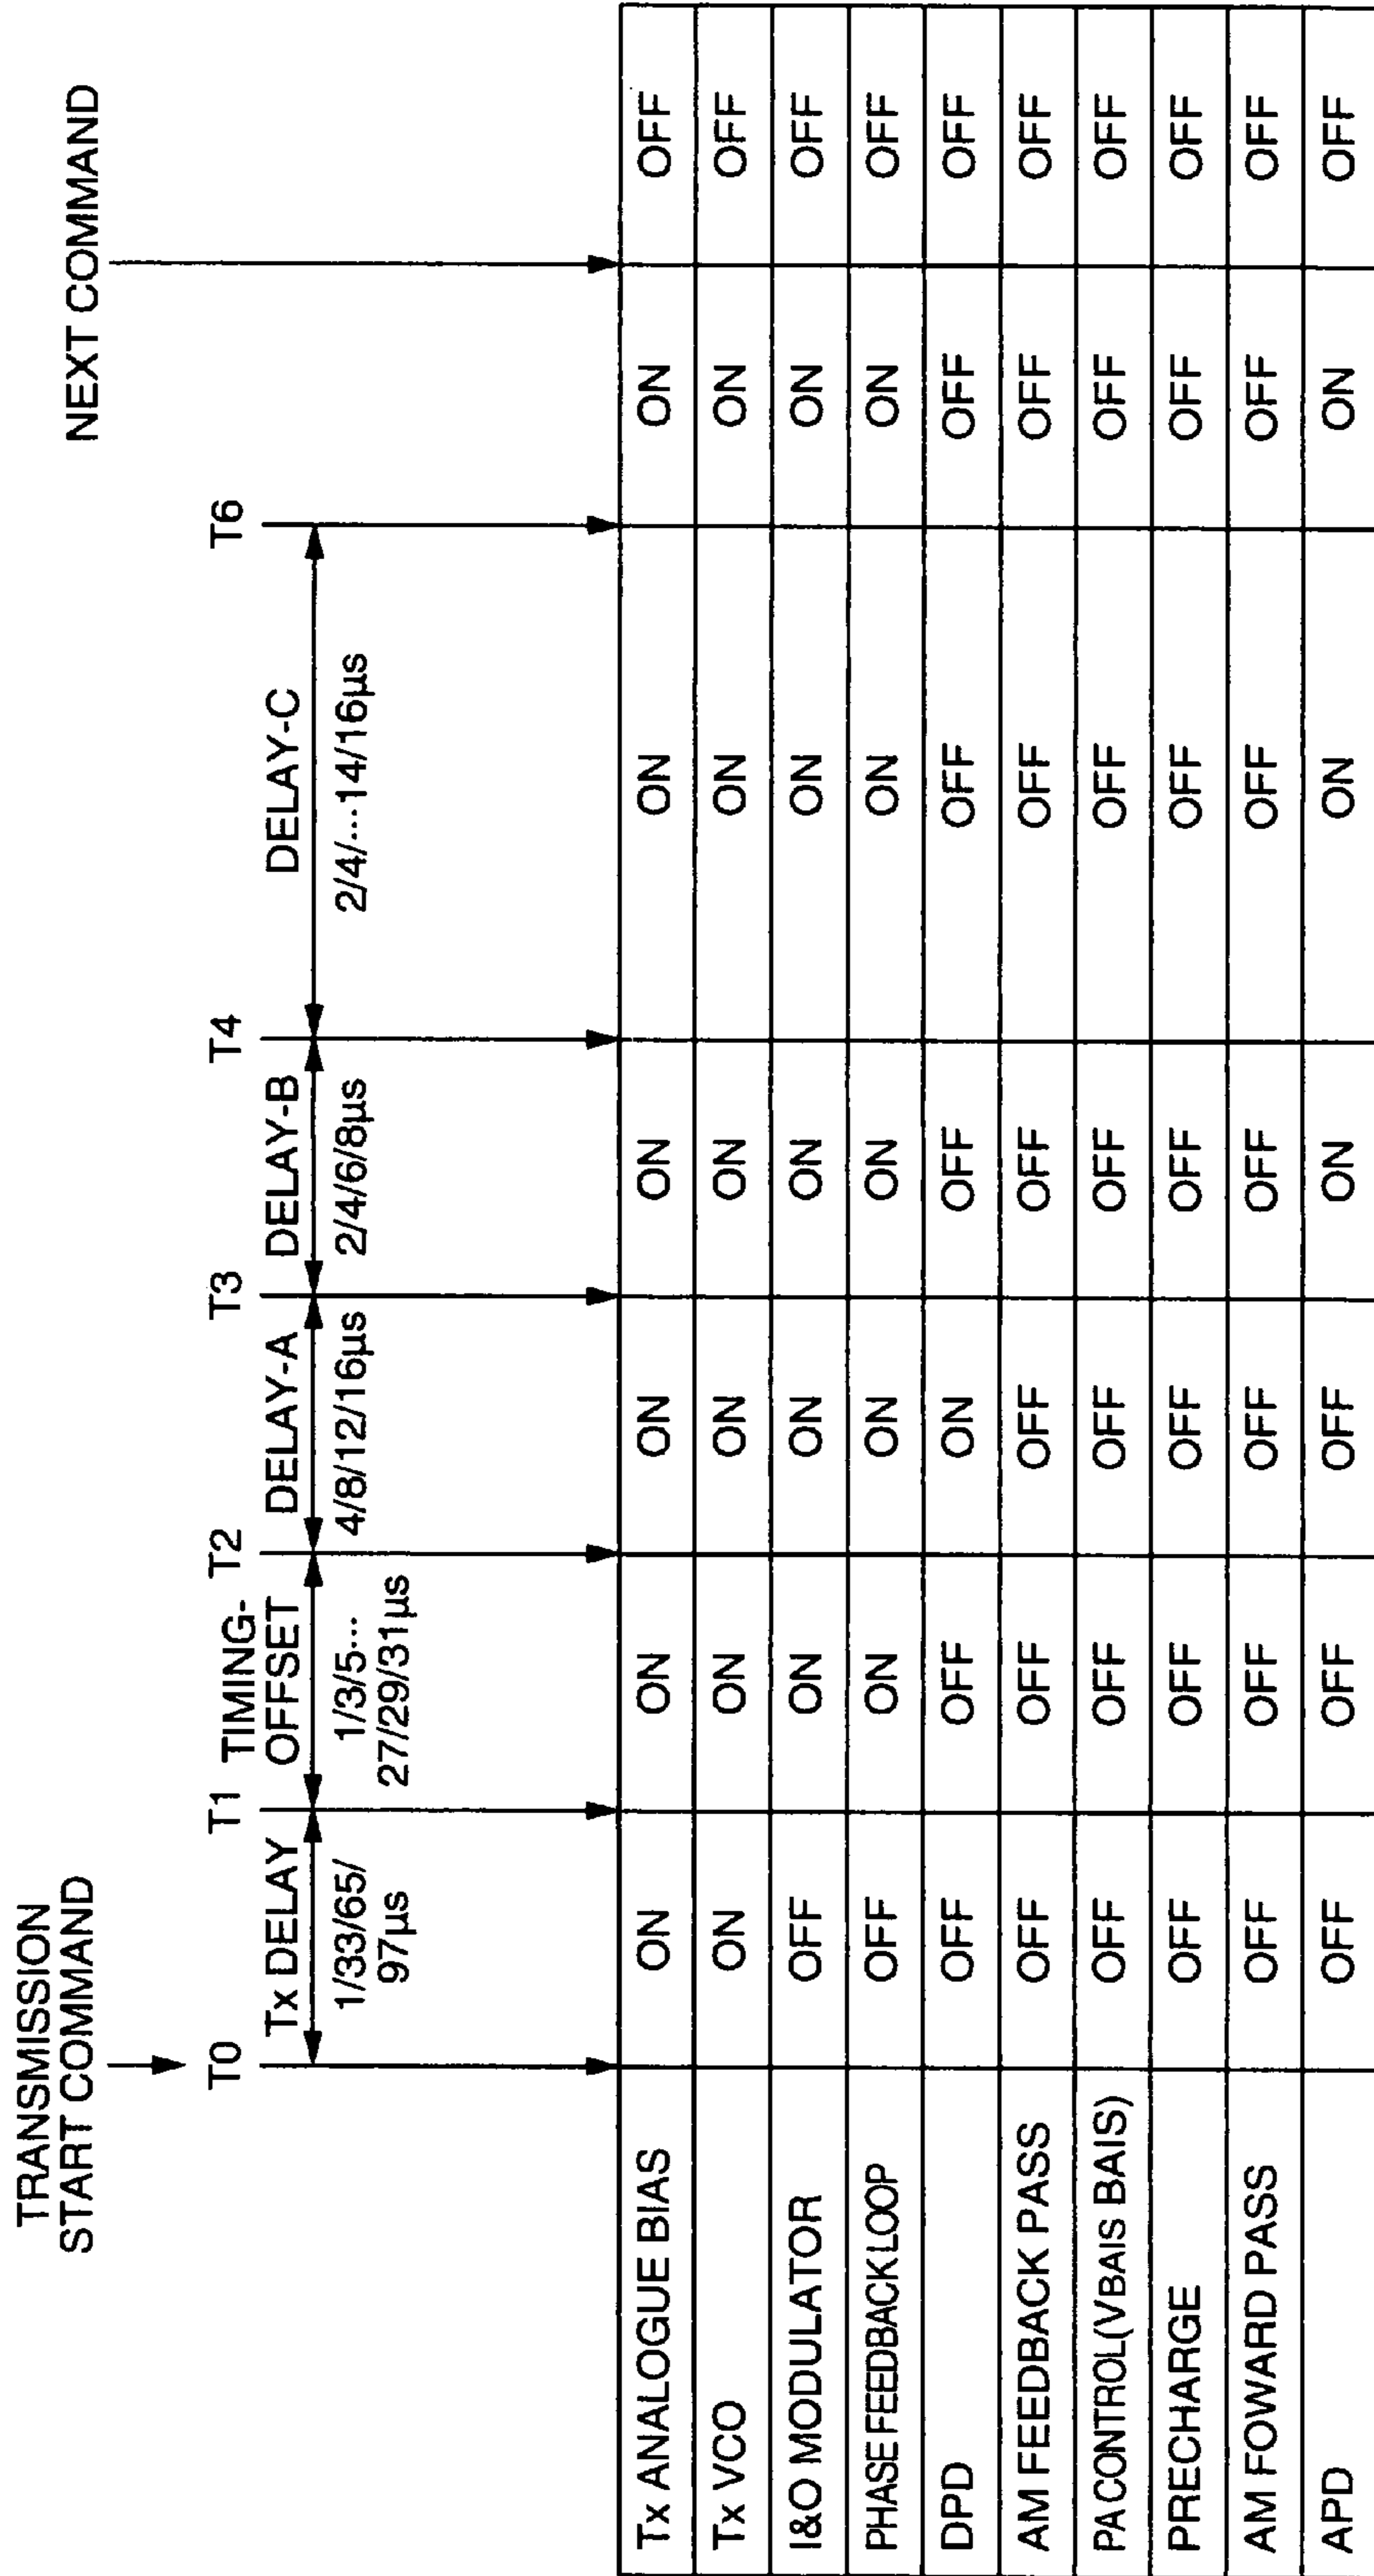 TRANSMISSION
START COMMAND
NEXT COMMAND
T0
T1
T2
T3
T4
T6
Tx DELAY
1/33/65/
97µs
TIMING-
OFFSET
1/3/5···
27/29/31µs
DELAY-A
4/8/12/16µs
DELAY-B
2/4/6/8µs
DELAY-C
2/4/···14/16µs
Tx ANALOGUE BIAS ON ON ON ON ON ON OFF
Tx VCO ON ON ON ON ON ON OFF
I&O MODULATOR OFF ON ON ON ON ON OFF
PHASE FEEDBACK LOOP OFF ON ON ON ON ON OFF
DPD OFF OFF ON OFF OFF OFF OFF
AM FEEDBACK PASS OFF OFF OFF OFF OFF OFF OFF
PA CONTROL(VBAIS BAIS) OFF OFF OFF OFF OFF OFF OFF
PRECHARGE OFF OFF OFF OFF OFF OFF OFF
AM FOWARD PASS OFF OFF OFF OFF OFF OFF OFF
APD OFF OFF OFF ON ON ON OFF